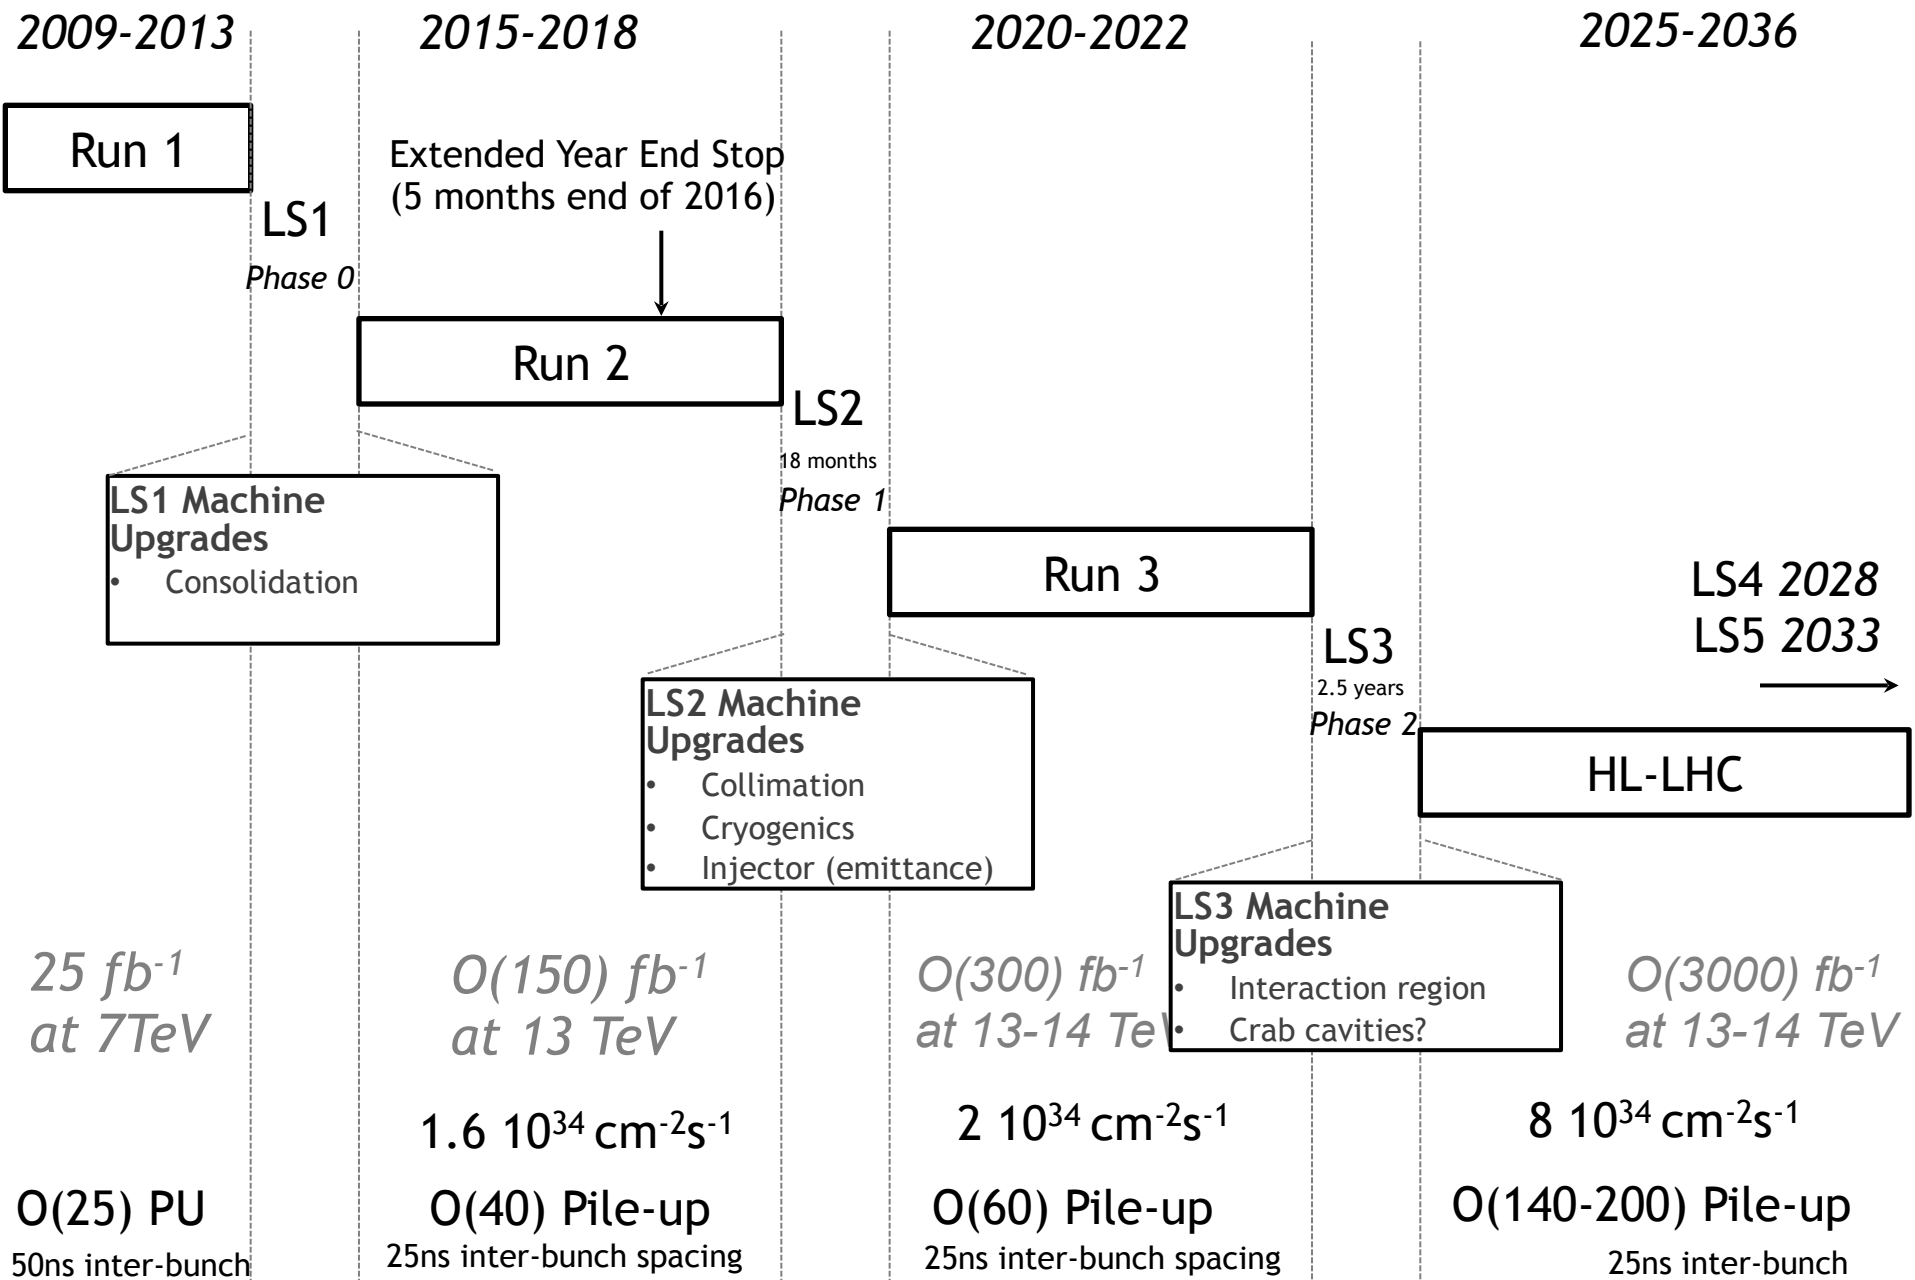 2009-2013
2015-2018
2020-2022
2025-2036
Run 1
Extended Year End Stop
(5 months end of 2016)
LS1
Phase 0
Run 2
LS2
18 months
Phase 1
LS1 Machine
Upgrades
• Consolidation
Run 3
LS4 2028
LS5 2033
LS3
2.5 years
Phase 2
LS2 Machine
Upgrades
• Collimation
• Cryogenics
• Injector (emittance)
HL-LHC
LS3 Machine
Upgrades
• Interaction region
• Crab cavities?
25 fb⁻¹
at 7TeV
O(150) fb⁻¹
at 13 TeV
O(300) fb⁻¹
at 13-14 TeV
O(3000) fb⁻¹
at 13-14 TeV
1.6 10³⁴ cm⁻²s⁻¹
2 10³⁴ cm⁻²s⁻¹
8 10³⁴ cm⁻²s⁻¹
O(25) PU
50ns inter-bunch
O(40) Pile-up
25ns inter-bunch spacing
O(60) Pile-up
25ns inter-bunch spacing
O(140-200) Pile-up
25ns inter-bunch